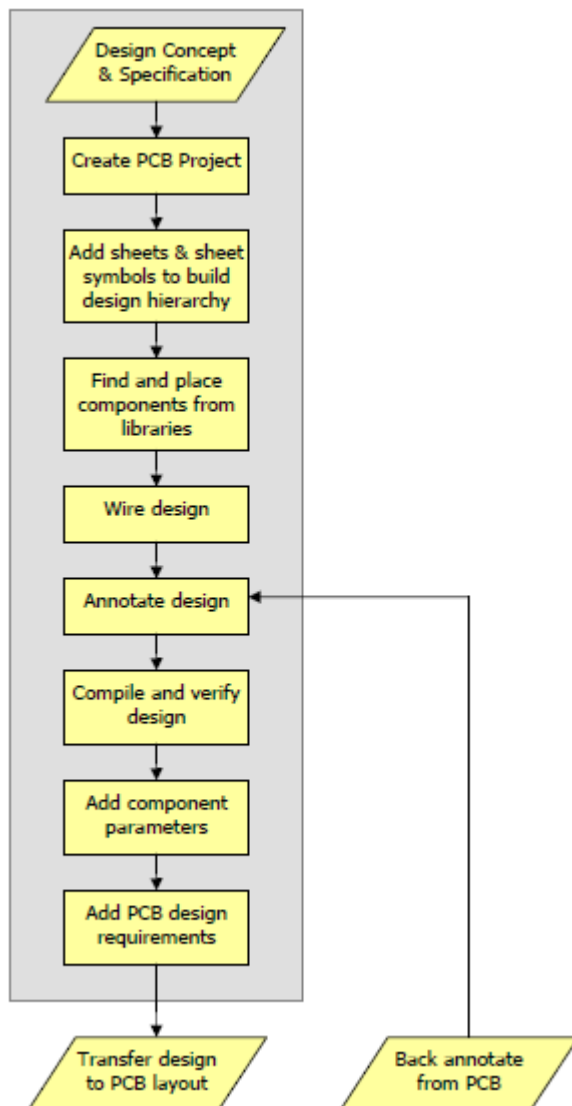 Design Concept
& Specification
Create PCB Project
Add sheets & sheet
symbols to build
design hierarchy
Find and place
components from
libraries
Wire design
Annotate design
Compile and verify
design
Add component
parameters
Add PCB design
requirements
Transfer design
to PCB layout
Back annotate
from PCB